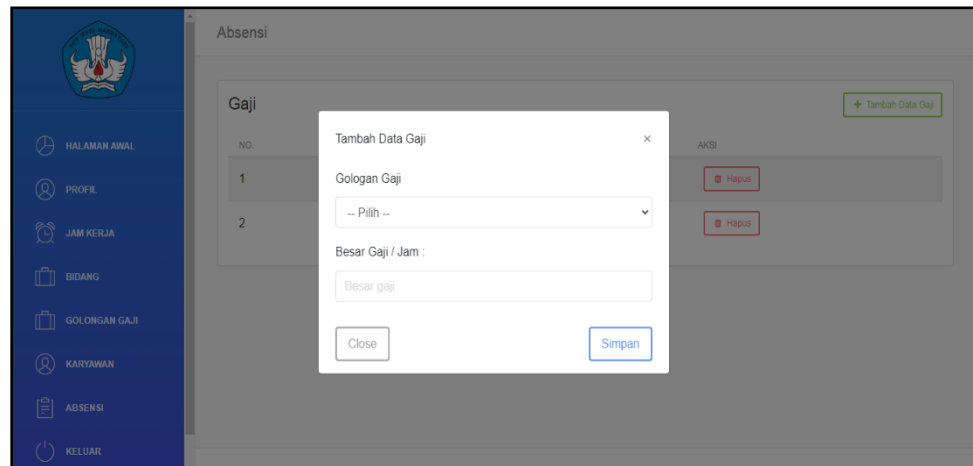 Absensi
Gaji
+ Tambah Data Gaji
NO.
AKSI
1
Hapus
2
Hapus
HALAMAN AWAL
PROFIL
JAM KERJA
BIDANG
GOLONGAN GAJI
KARYAWAN
ABSENSI
KELUAR
Tambah Data Gaji
×
Gologan Gaji
-- Pilih --
Besar Gaji / Jam :
Besar gaji
Close
Simpan